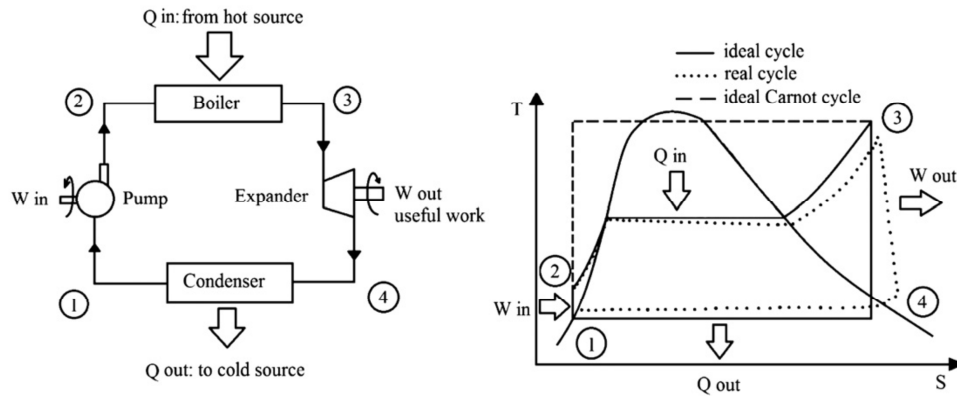 Q in: from hot source
2
Boiler
3
W in
Pump
Expander
W out
useful work
1
Condenser
4
Q out: to cold source
ideal cycle
real cycle
ideal Carnot cycle
T
3
Q in
W out
2
W in
4
1
Q out
S